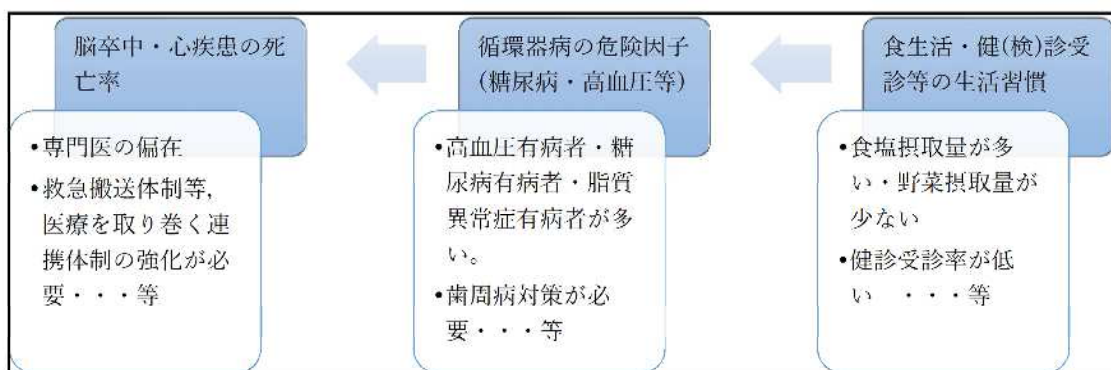 脳卒中・心疾患の死
亡率
•専門医の偏在
•救急搬送体制等,
医療を取り巻く連
携体制の強化が必
要・・・等
循環器病の危険因子
(糖尿病・高血圧等)
•高血圧有病者・糖
尿病有病者・脂質
異常症有病者が多
い。
•歯周病対策が必
要・・・等
食生活・健(検)診受
診等の生活習慣
•食塩摂取量が多
い・野菜摂取量が
少ない
•健診受診率が低
い ・・・等